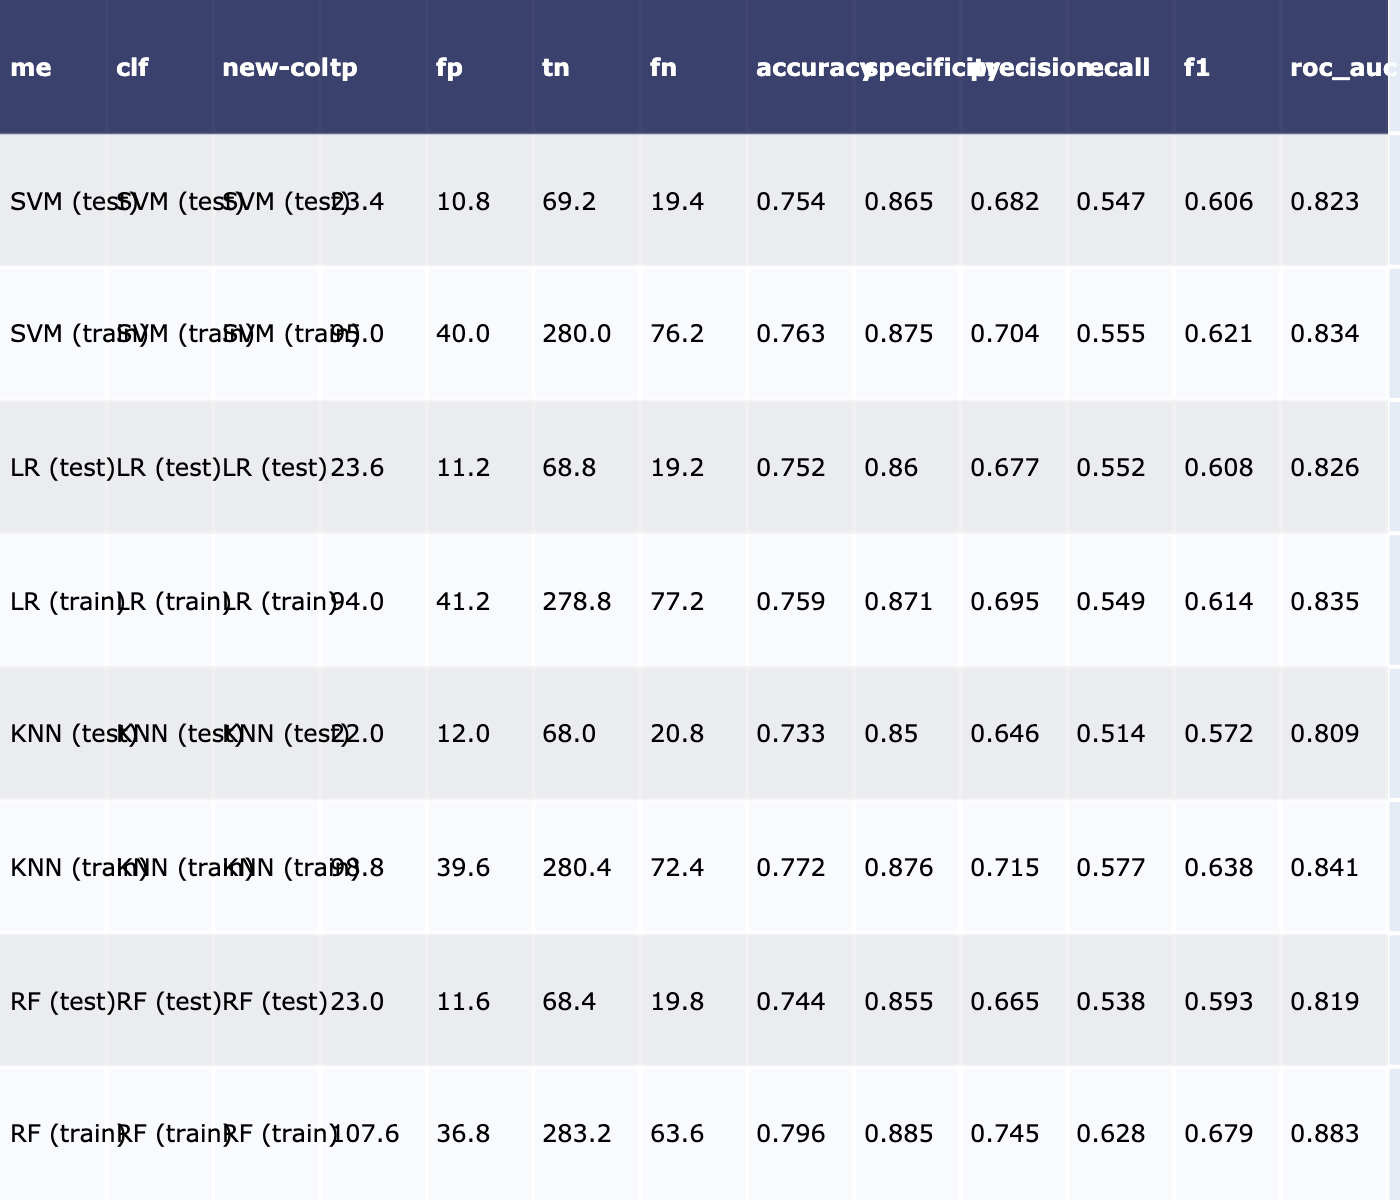 me clf new-col tp fp tn fn accuracy specificity precision recall f1 roc_auc
SVM (test) SVM (test) SVM (test) 23.4 10.8 69.2 19.4 0.754 0.865 0.682 0.547 0.606 0.823
SVM (train) SVM (train) SVM (train) 95.0 40.0 280.0 76.2 0.763 0.875 0.704 0.555 0.621 0.834
LR (test) LR (test) LR (test) 23.6 11.2 68.8 19.2 0.752 0.86 0.677 0.552 0.608 0.826
LR (train) LR (train) LR (train) 94.0 41.2 278.8 77.2 0.759 0.871 0.695 0.549 0.614 0.835
KNN (test) KNN (test) KNN (test) 22.0 12.0 68.0 20.8 0.733 0.85 0.646 0.514 0.572 0.809
KNN (train) KNN (train) KNN (train) 98.8 39.6 280.4 72.4 0.772 0.876 0.715 0.577 0.638 0.841
RF (test) RF (test) RF (test) 23.0 11.6 68.4 19.8 0.744 0.855 0.665 0.538 0.593 0.819
RF (train) RF (train) RF (train) 107.6 36.8 283.2 63.6 0.796 0.885 0.745 0.628 0.679 0.883